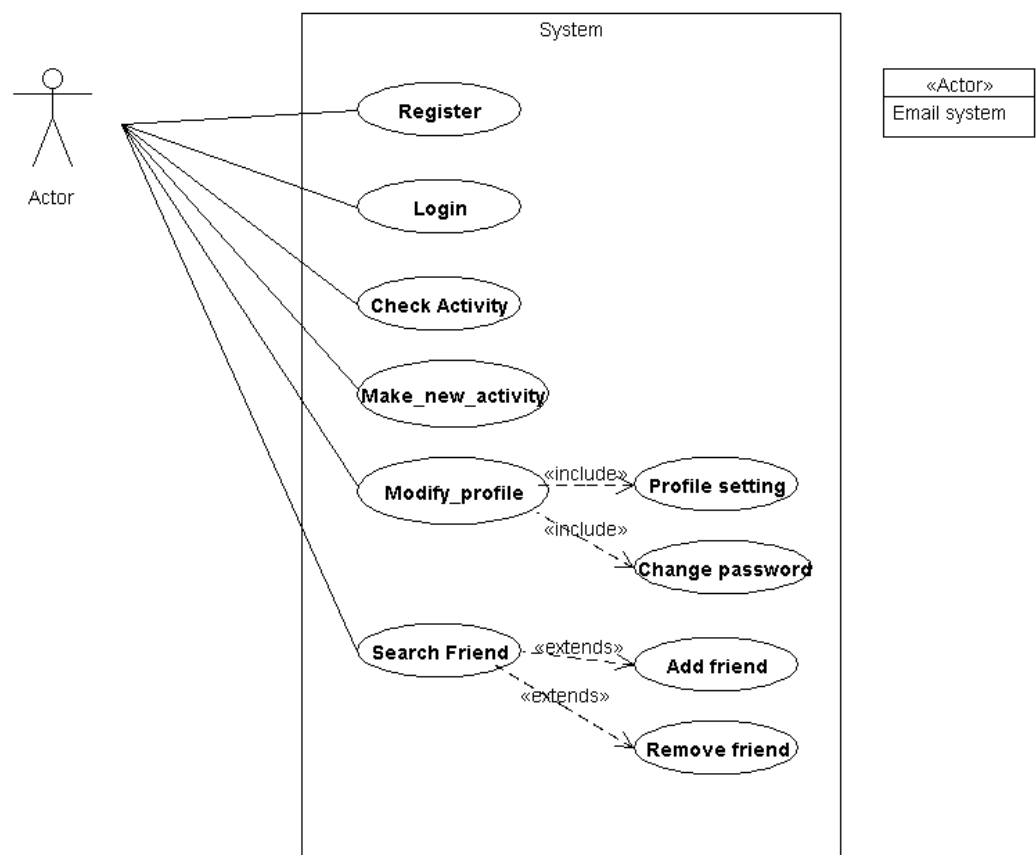 System
«Actor»
Email system
Actor
Register
Login
Check Activity
Make_new_activity
Modify_profile
«include»
Profile setting
«include»
Change password
Search Friend
«extends»
Add friend
«extends»
Remove friend